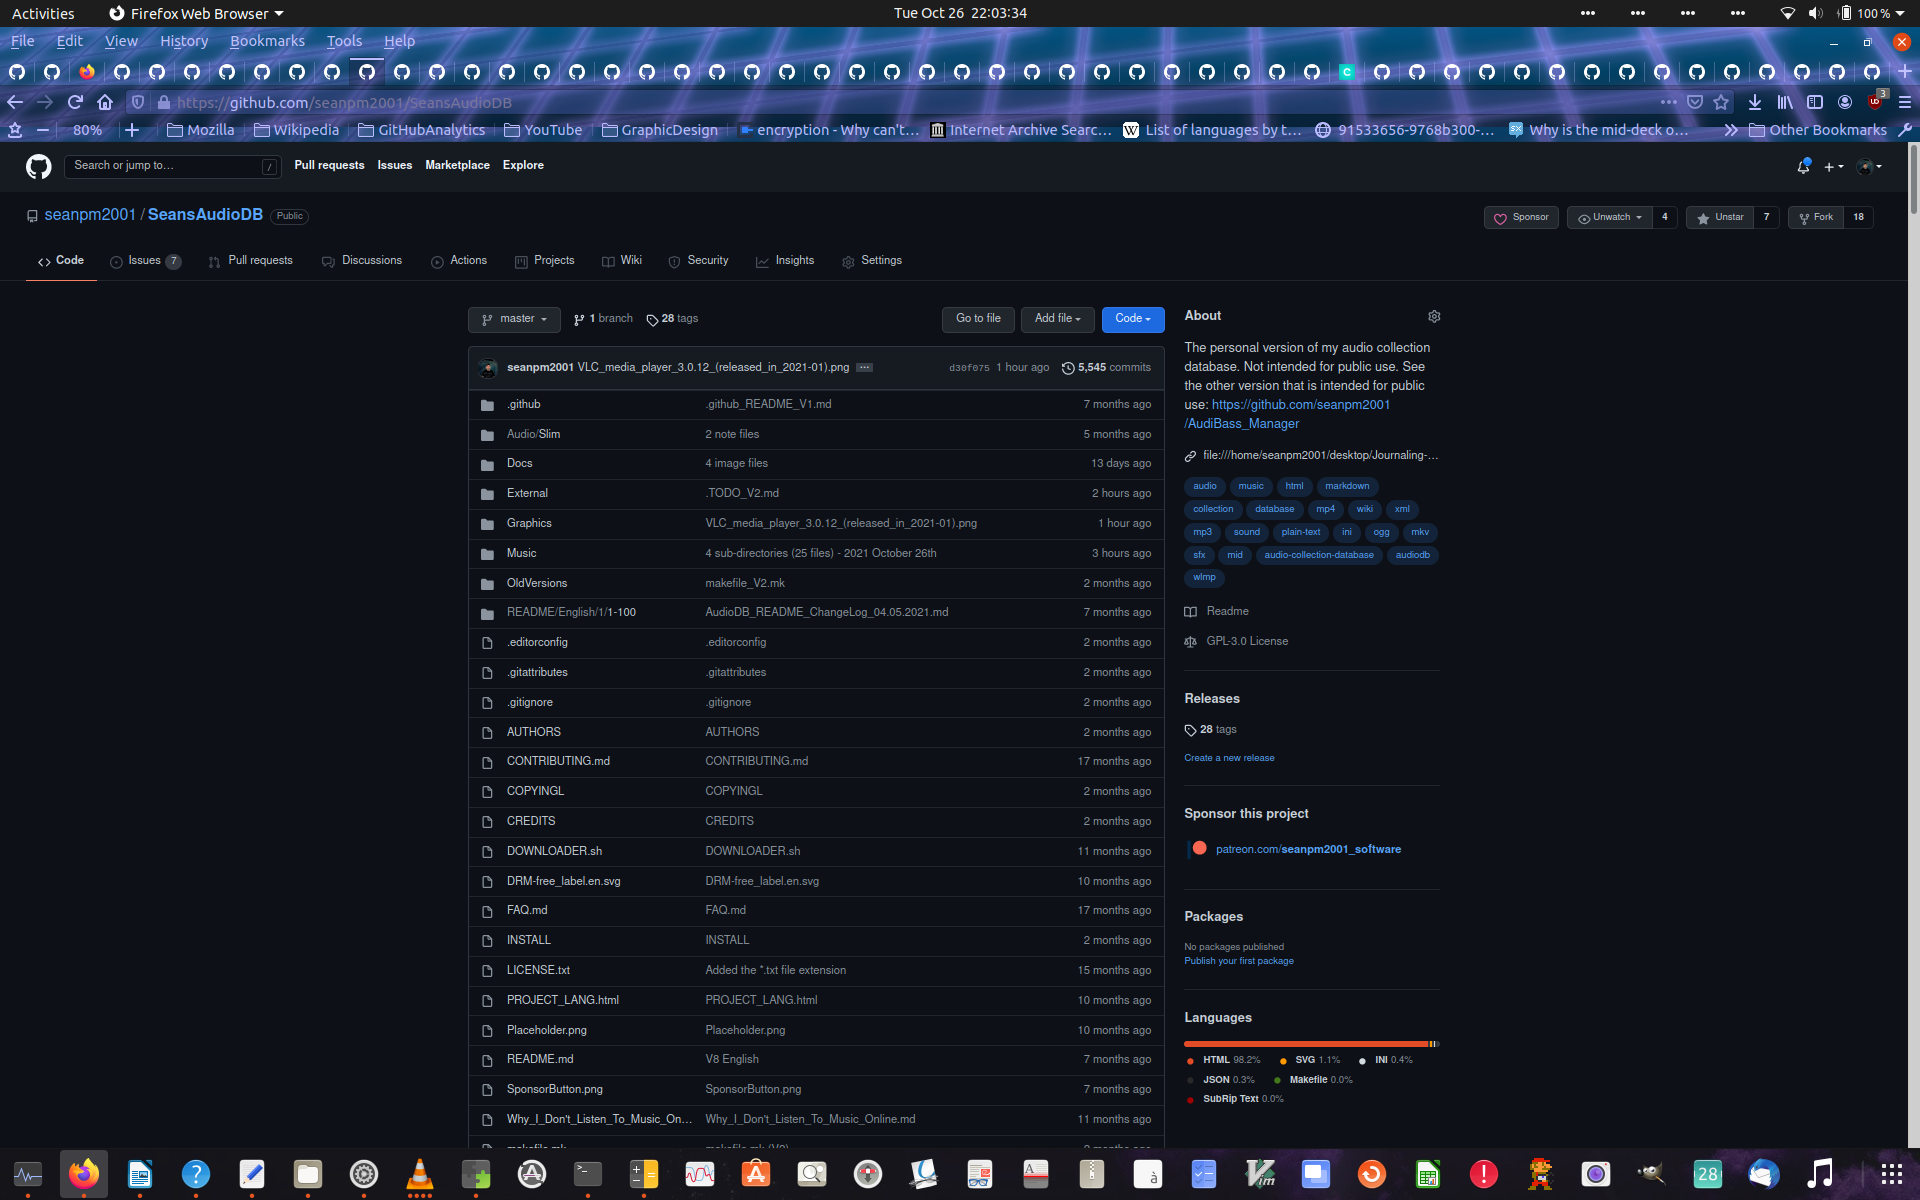 Activities Firefox Web Browser Tue Oct 26 22:03:34 100 %
File Edit View History Bookmarks Tools Help
https://github.com/seanpm2001/SeansAudioDB 3
80% Mozilla Wikipedia GitHubAnalytics YouTube GraphicDesign encryption - Why can't… Internet Archive Searc… List of languages by t… 91533656-9768b300-… Why is the mid-deck o… Other Bookmarks
Search or jump to… / Pull requests Issues Marketplace Explore
seanpm2001 / SeansAudioDB Public Sponsor Unwatch 4 Unstar 7 Fork 18
Code Issues 7 Pull requests Discussions Actions Projects Wiki Security Insights Settings
master 1 branch 28 tags Go to file Add file Code
seanpm2001 VLC_media_player_3.0.12_(released_in_2021-01).png … d30f075 1 hour ago 5,545 commits
.github .github_README_V1.md 7 months ago
Audio/Slim 2 note files 5 months ago
Docs 4 image files 13 days ago
External .TODO_V2.md 2 hours ago
Graphics VLC_media_player_3.0.12_(released_in_2021-01).png 1 hour ago
Music 4 sub-directories (25 files) - 2021 October 26th 3 hours ago
OldVersions makefile_V2.mk 2 months ago
README/English/1/1-100 AudioDB_README_ChangeLog_04.05.2021.md 7 months ago
.editorconfig .editorconfig 2 months ago
.gitattributes .gitattributes 2 months ago
.gitignore .gitignore 2 months ago
AUTHORS AUTHORS 2 months ago
CONTRIBUTING.md CONTRIBUTING.md 17 months ago
COPYINGL COPYINGL 2 months ago
CREDITS CREDITS 2 months ago
DOWNLOADER.sh DOWNLOADER.sh 11 months ago
DRM-free_label.en.svg DRM-free_label.en.svg 10 months ago
FAQ.md FAQ.md 17 months ago
INSTALL INSTALL 2 months ago
LICENSE.txt Added the *.txt file extension 15 months ago
PROJECT_LANG.html PROJECT_LANG.html 10 months ago
Placeholder.png Placeholder.png 10 months ago
README.md V8 English 7 months ago
SponsorButton.png SponsorButton.png 7 months ago
Why_I_Don't_Listen_To_Music_On… Why_I_Don't_Listen_To_Music_Online.md 11 months ago
About
The personal version of my audio collection
database. Not intended for public use. See
the other version that is intended for public
use: https://github.com/seanpm2001
/AudiBass_Manager
file:///home/seanpm2001/desktop/Journaling-…
audio music html markdown
collection database mp4 wiki xml
mp3 sound plain-text ini ogg mkv
sfx mid audio-collection-database audiodb
wlmp
Readme
GPL-3.0 License
Releases
28 tags
Create a new release
Sponsor this project
patreon.com/seanpm2001_software
Packages
No packages published
Publish your first package
Languages
HTML 98.2% SVG 1.1% INI 0.4%
JSON 0.3% Makefile 0.0%
SubRip Text 0.0%
28